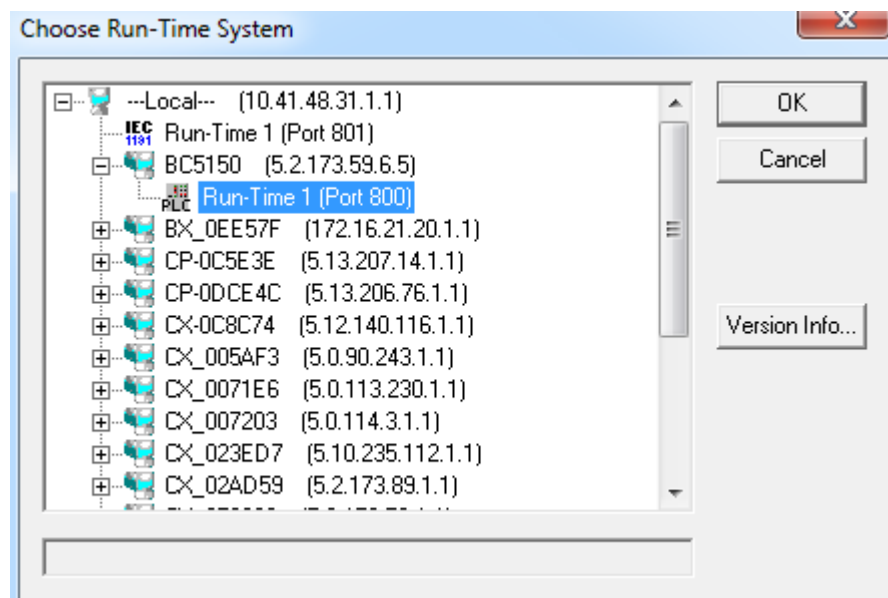 Choose Run-Time System
---Local--- (10.41.48.31.1.1)
IEC 1131 Run-Time 1 (Port 801)
BC5150 (5.2.173.59.6.5)
PLC Run-Time 1 (Port 800)
BX_0EE57F (172.16.21.20.1.1)
CP-0C5E3E (5.13.207.14.1.1)
CP-0DCE4C (5.13.206.76.1.1)
CX-0C8C74 (5.12.140.116.1.1)
CX_005AF3 (5.0.90.243.1.1)
CX_0071E6 (5.0.113.230.1.1)
CX_007203 (5.0.114.3.1.1)
CX_023ED7 (5.10.235.112.1.1)
CX_02AD59 (5.2.173.89.1.1)
OK
Cancel
Version Info...